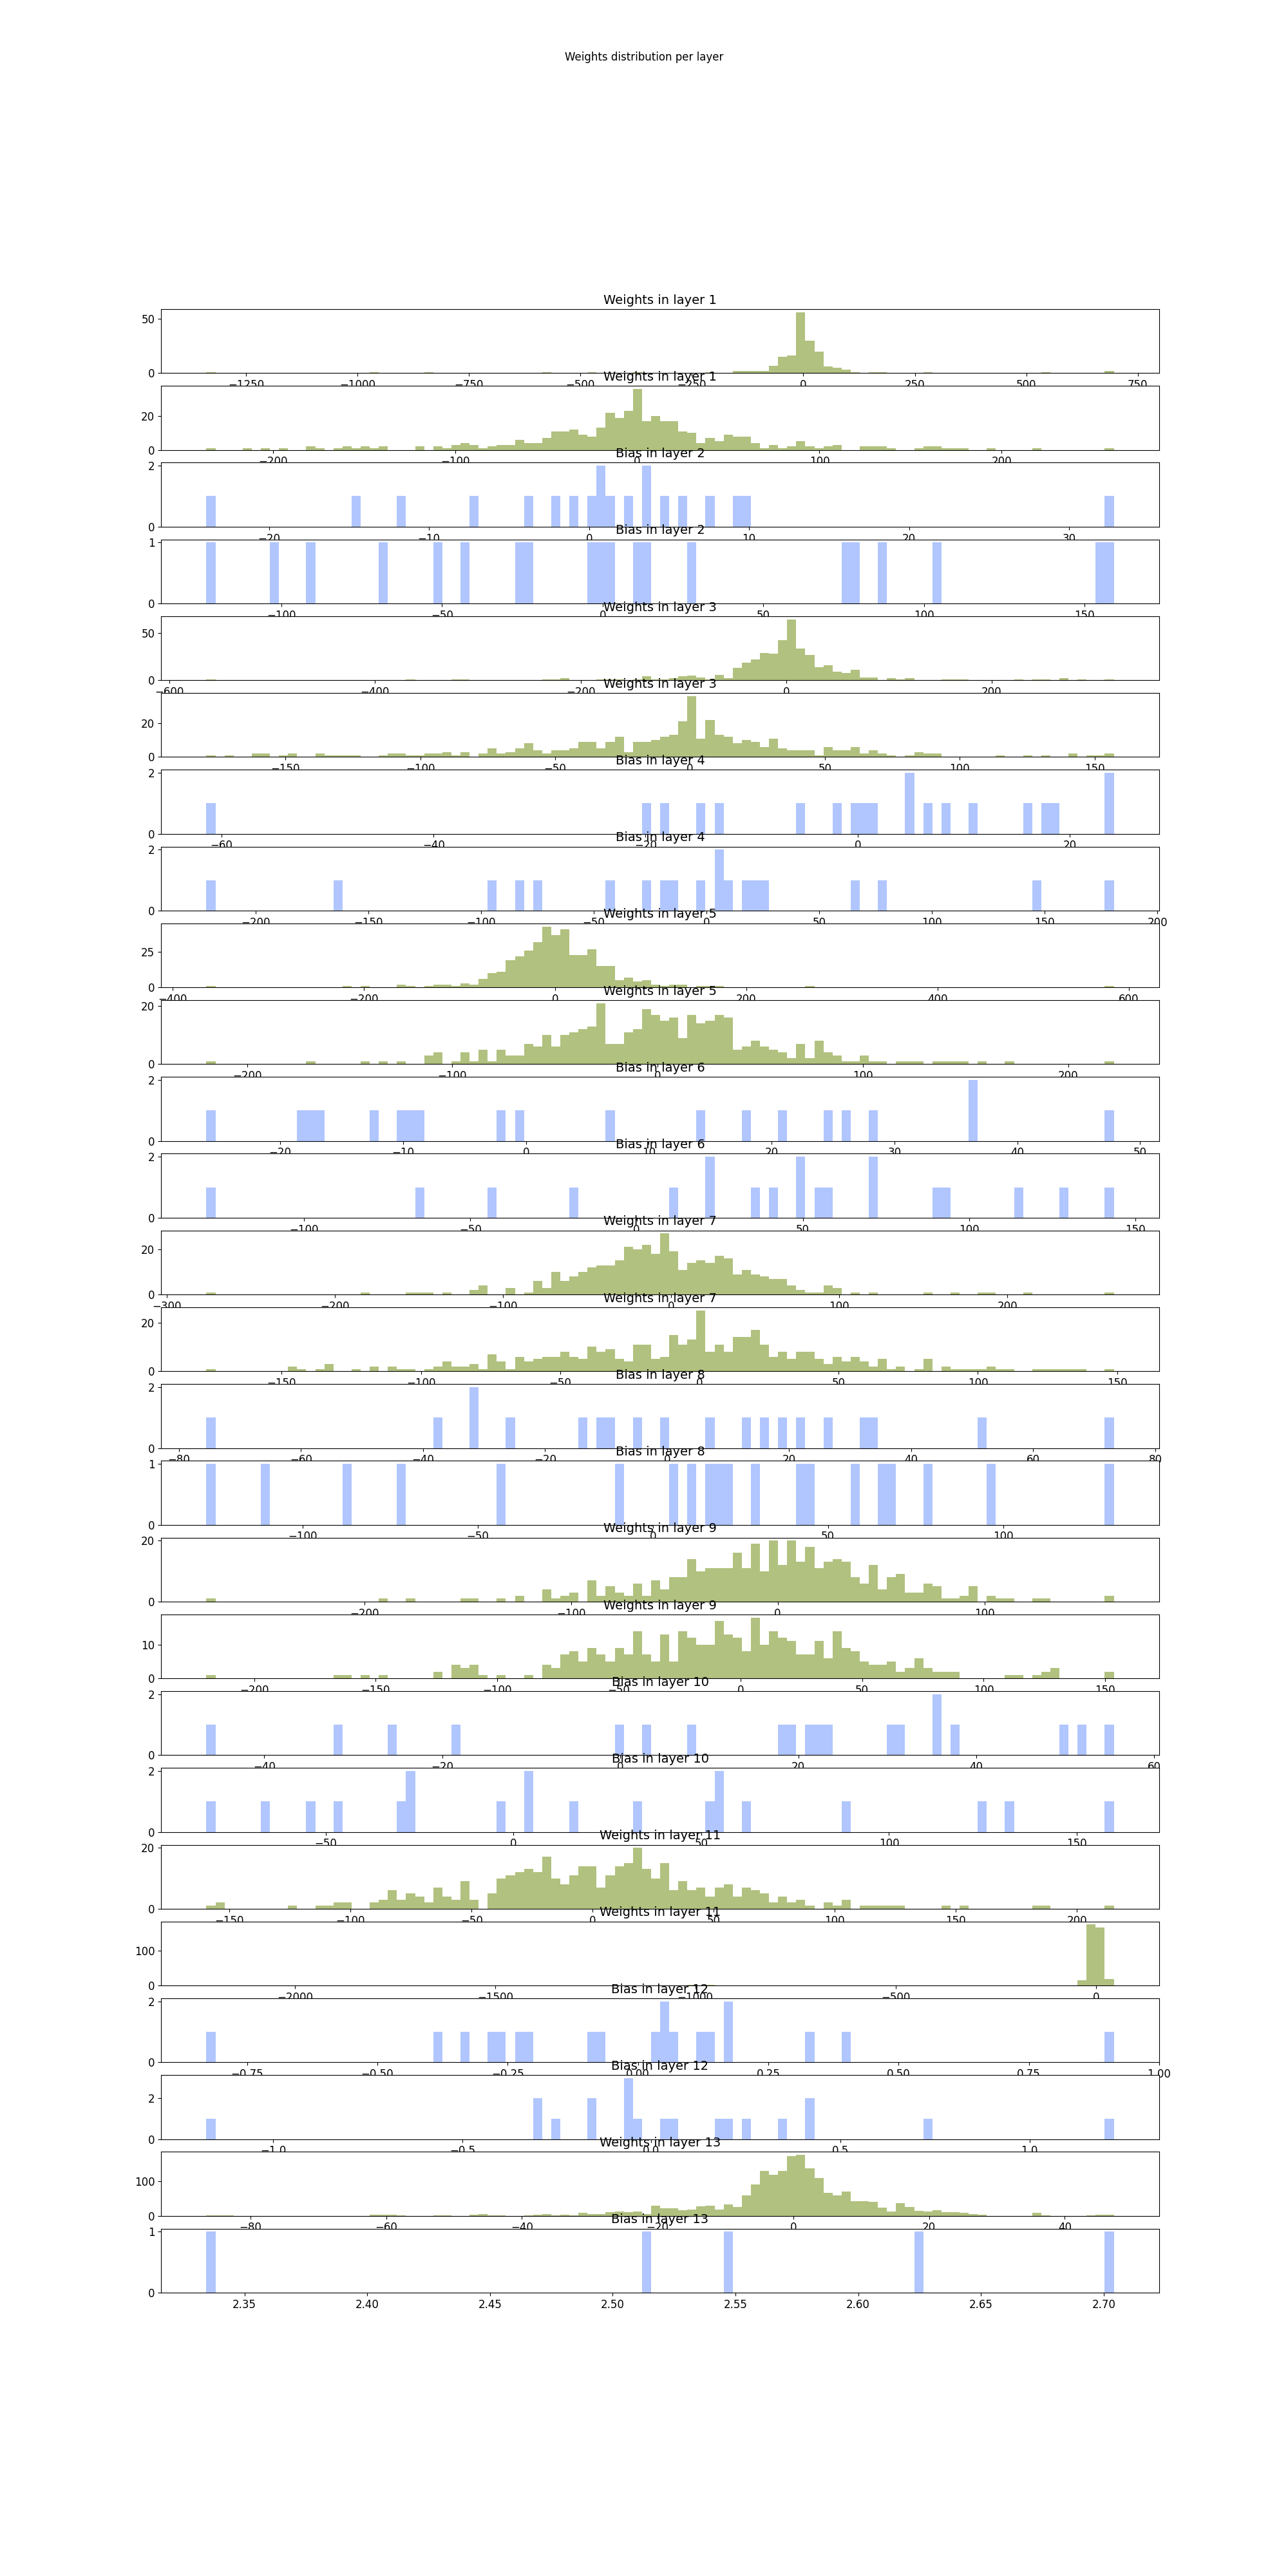 Weights distribution per layer
Weights in layer 1
50
0
−1250 −1000 −750 −500 −250 0 250 500 750
Weights in layer 1
20
0
−200 −100 0 100 200
Bias in layer 2
2
0
−20 −10 0 10 20 30
Bias in layer 2
1
0
−100 −50 0 50 100 150
Weights in layer 3
50
0
−600 −400 −200 0 200
Weights in layer 3
20
0
−150 −100 −50 0 50 100 150
Bias in layer 4
2
0
−60 −40 −20 0 20
Bias in layer 4
2
0
−200 −150 −100 −50 0 50 100 150 200
Weights in layer 5
25
0
−400 −200 0 200 400 600
Weights in layer 5
20
0
−200 −100 0 100 200
Bias in layer 6
2
0
−20 −10 0 10 20 30 40 50
Bias in layer 6
2
0
−100 −50 0 50 100 150
Weights in layer 7
20
0
−300 −200 −100 0 100 200
Weights in layer 7
20
0
−150 −100 −50 0 50 100 150
Bias in layer 8
2
0
−80 −60 −40 −20 0 20 40 60 80
Bias in layer 8
1
0
−100 −50 0 50 100
Weights in layer 9
20
0
−200 −100 0 100
Weights in layer 9
10
0
−200 −150 −100 −50 0 50 100 150
Bias in layer 10
2
0
−40 −20 0 20 40 60
Bias in layer 10
2
0
−50 0 50 100 150
Weights in layer 11
20
0
−150 −100 −50 0 50 100 150 200
Weights in layer 11
100
0
−2000 −1500 −1000 −500 0
Bias in layer 12
2
0
−0.75 −0.50 −0.25 0.00 0.25 0.50 0.75 1.00
Bias in layer 12
2
0
−1.0 −0.5 0.0 0.5 1.0
Weights in layer 13
100
0
−80 −60 −40 −20 0 20 40
Bias in layer 13
1
0
2.35 2.40 2.45 2.50 2.55 2.60 2.65 2.70